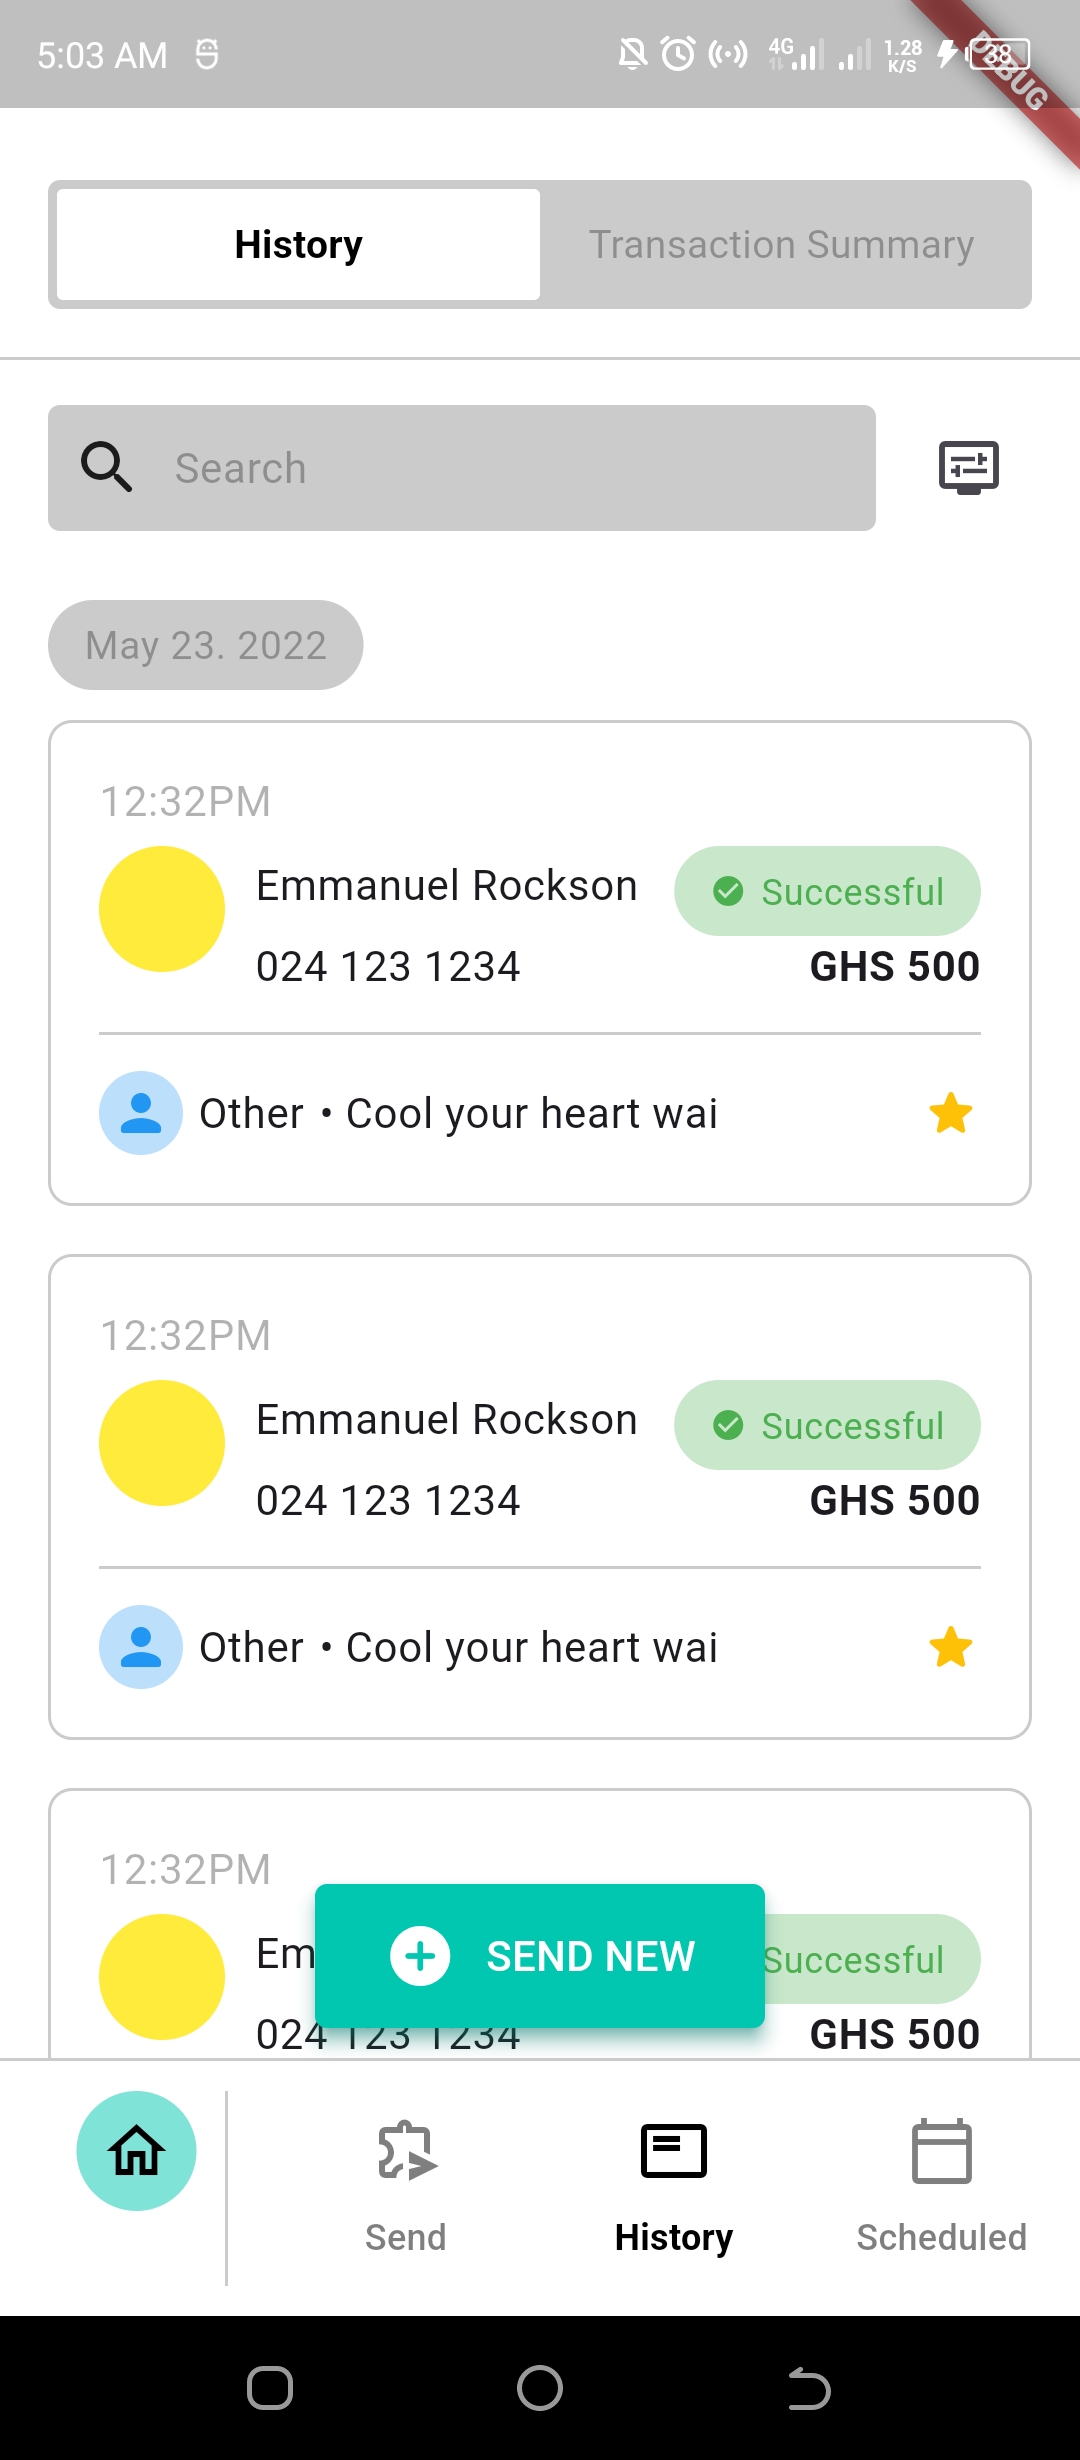 5:03 AM 4G 1.28 K/S 38
DEBUG
History Transaction Summary
Search
May 23. 2022
12:32PM
Emmanuel Rockson Successful
024 123 1234 GHS 500
Other • Cool your heart wai
12:32PM
Emmanuel Rockson Successful
024 123 1234 GHS 500
Other • Cool your heart wai
12:32PM
Em Successful
SEND NEW
024 123 1234 GHS 500
Send History Scheduled